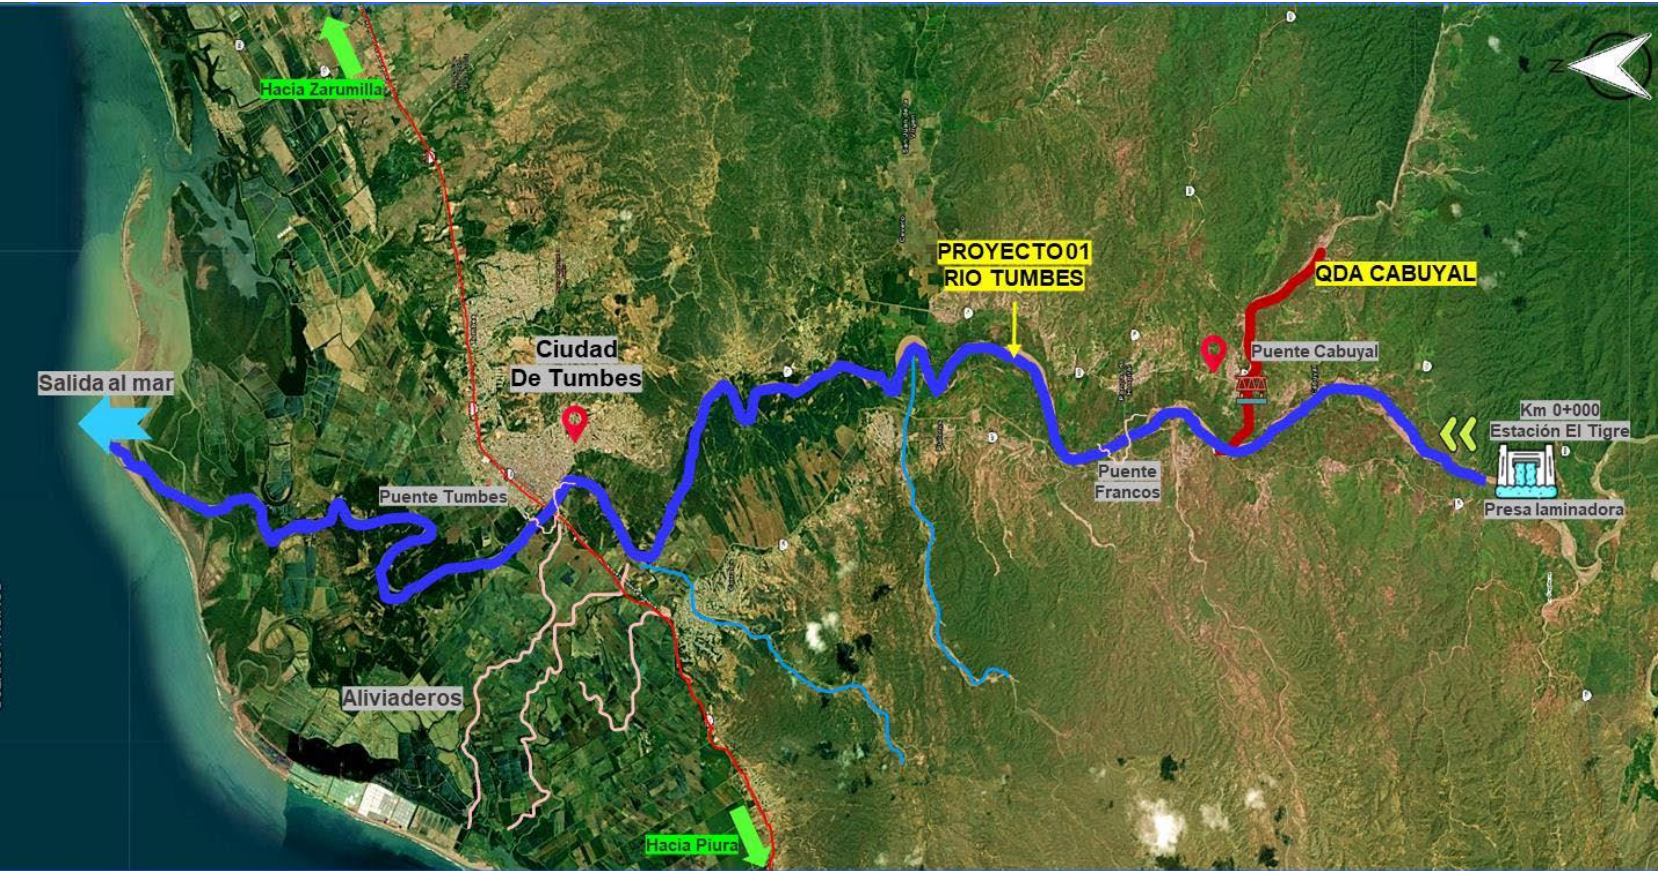 N
Hacia Zarumilla
PROYECTO 01
RIO TUMBES
QDA CABUYAL
Ciudad
De Tumbes
Puente Cabuyal
Salida al mar
Km 0+000
Estación El Tigre
Puente Tumbes
Puente
Francos
Presa laminadora
Aliviaderos
Hacia Piura